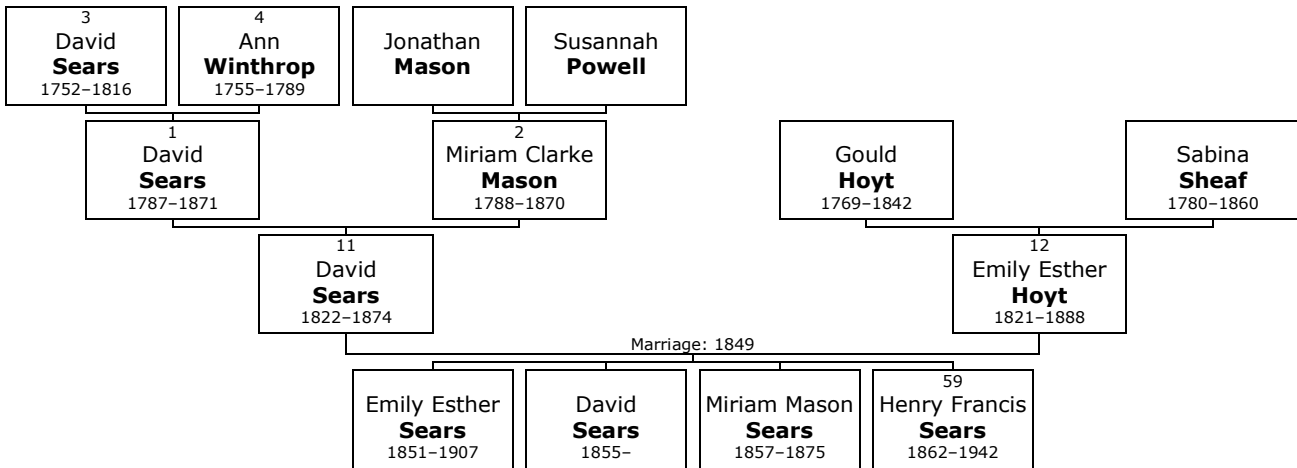 3
David
Sears
1752–1816
4
Ann
Winthrop
1755–1789
Jonathan
Mason
Susannah
Powell
1
David
Sears
1787–1871
2
Miriam Clarke
Mason
1788–1870
Gould
Hoyt
1769–1842
Sabina
Sheaf
1780–1860
11
David
Sears
1822–1874
12
Emily Esther
Hoyt
1821–1888
Marriage: 1849
Emily Esther
Sears
1851–1907
David
Sears
1855–
Miriam Mason
Sears
1857–1875
59
Henry Francis
Sears
1862–1942